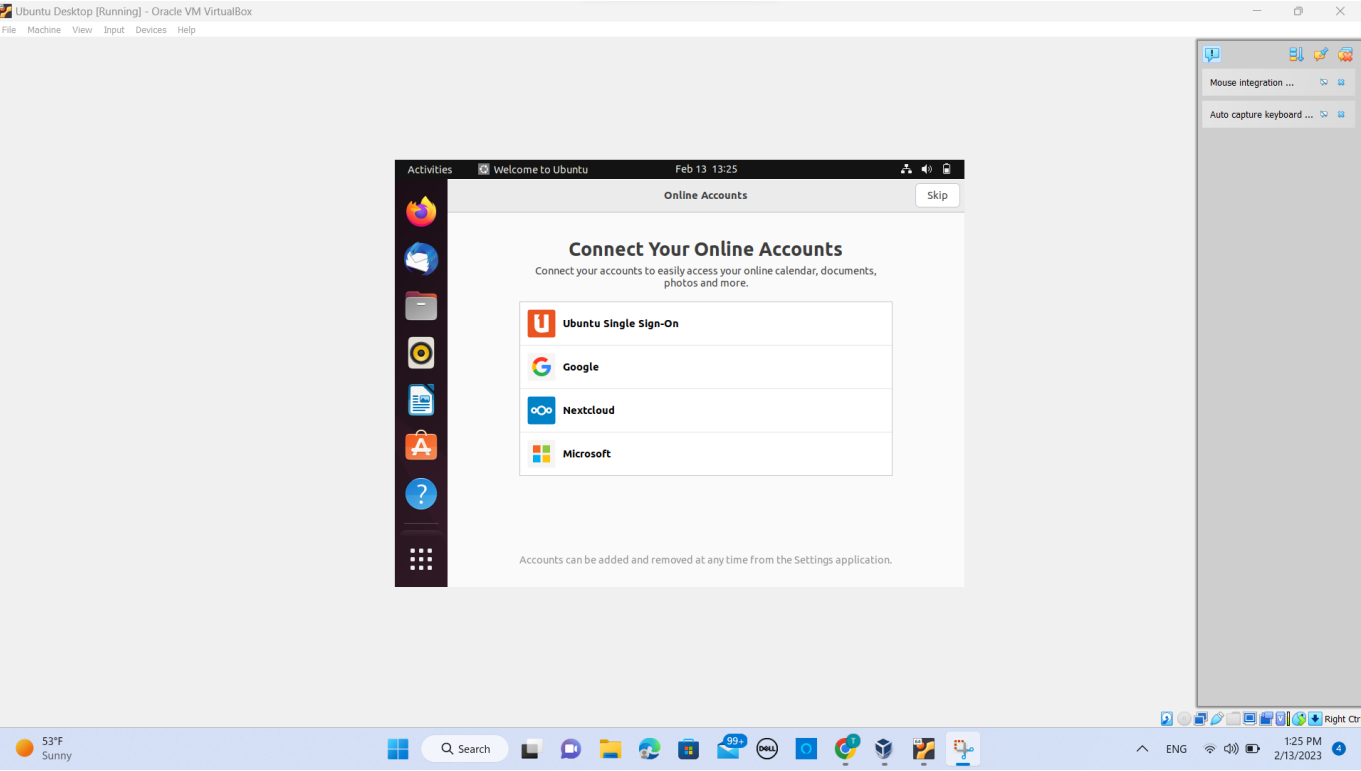 Ubuntu Desktop [Running] - Oracle VM VirtualBox
File Machine View Input Devices Help
Mouse integration ...
Auto capture keyboard ...
Activities Welcome to Ubuntu Feb 13 13:25
Online Accounts Skip
Connect Your Online Accounts
Connect your accounts to easily access your online calendar, documents,
photos and more.
Ubuntu Single Sign-On
Google
Nextcloud
Microsoft
Accounts can be added and removed at any time from the Settings application.
Right Ctr
53°F
Sunny
Search
99+
DELL
T
ENG
1:25 PM
2/13/2023
4